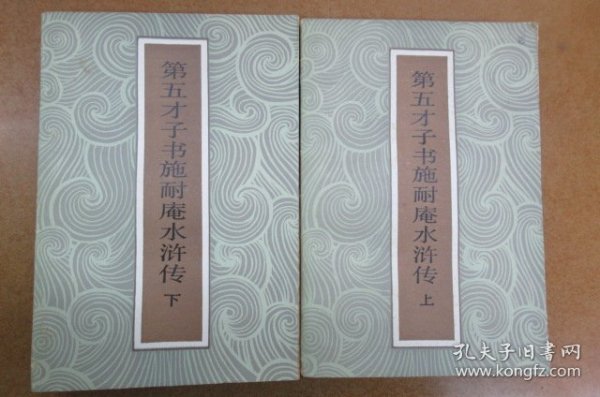 第五才子书施耐庵水浒传 下
第五才子书施耐庵水浒传 上
孔夫子旧书网
www.kongfz.com